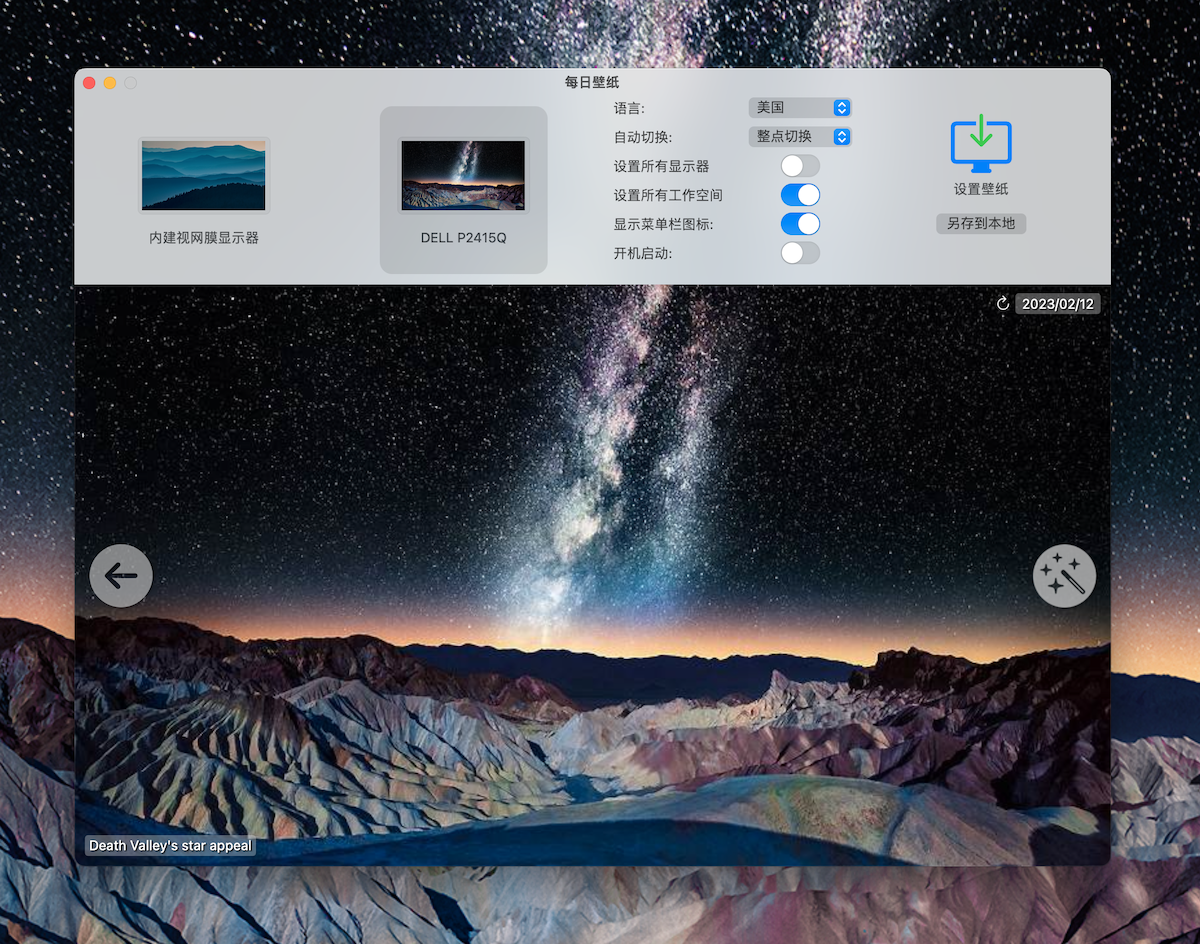 每日壁纸
内建视网膜显示器
DELL P2415Q
语言: 美国
自动切换: 整点切换
设置所有显示器
设置所有工作空间
显示菜单栏图标:
开机启动:
设置壁纸
另存到本地
2023/02/12
Death Valley's star appeal